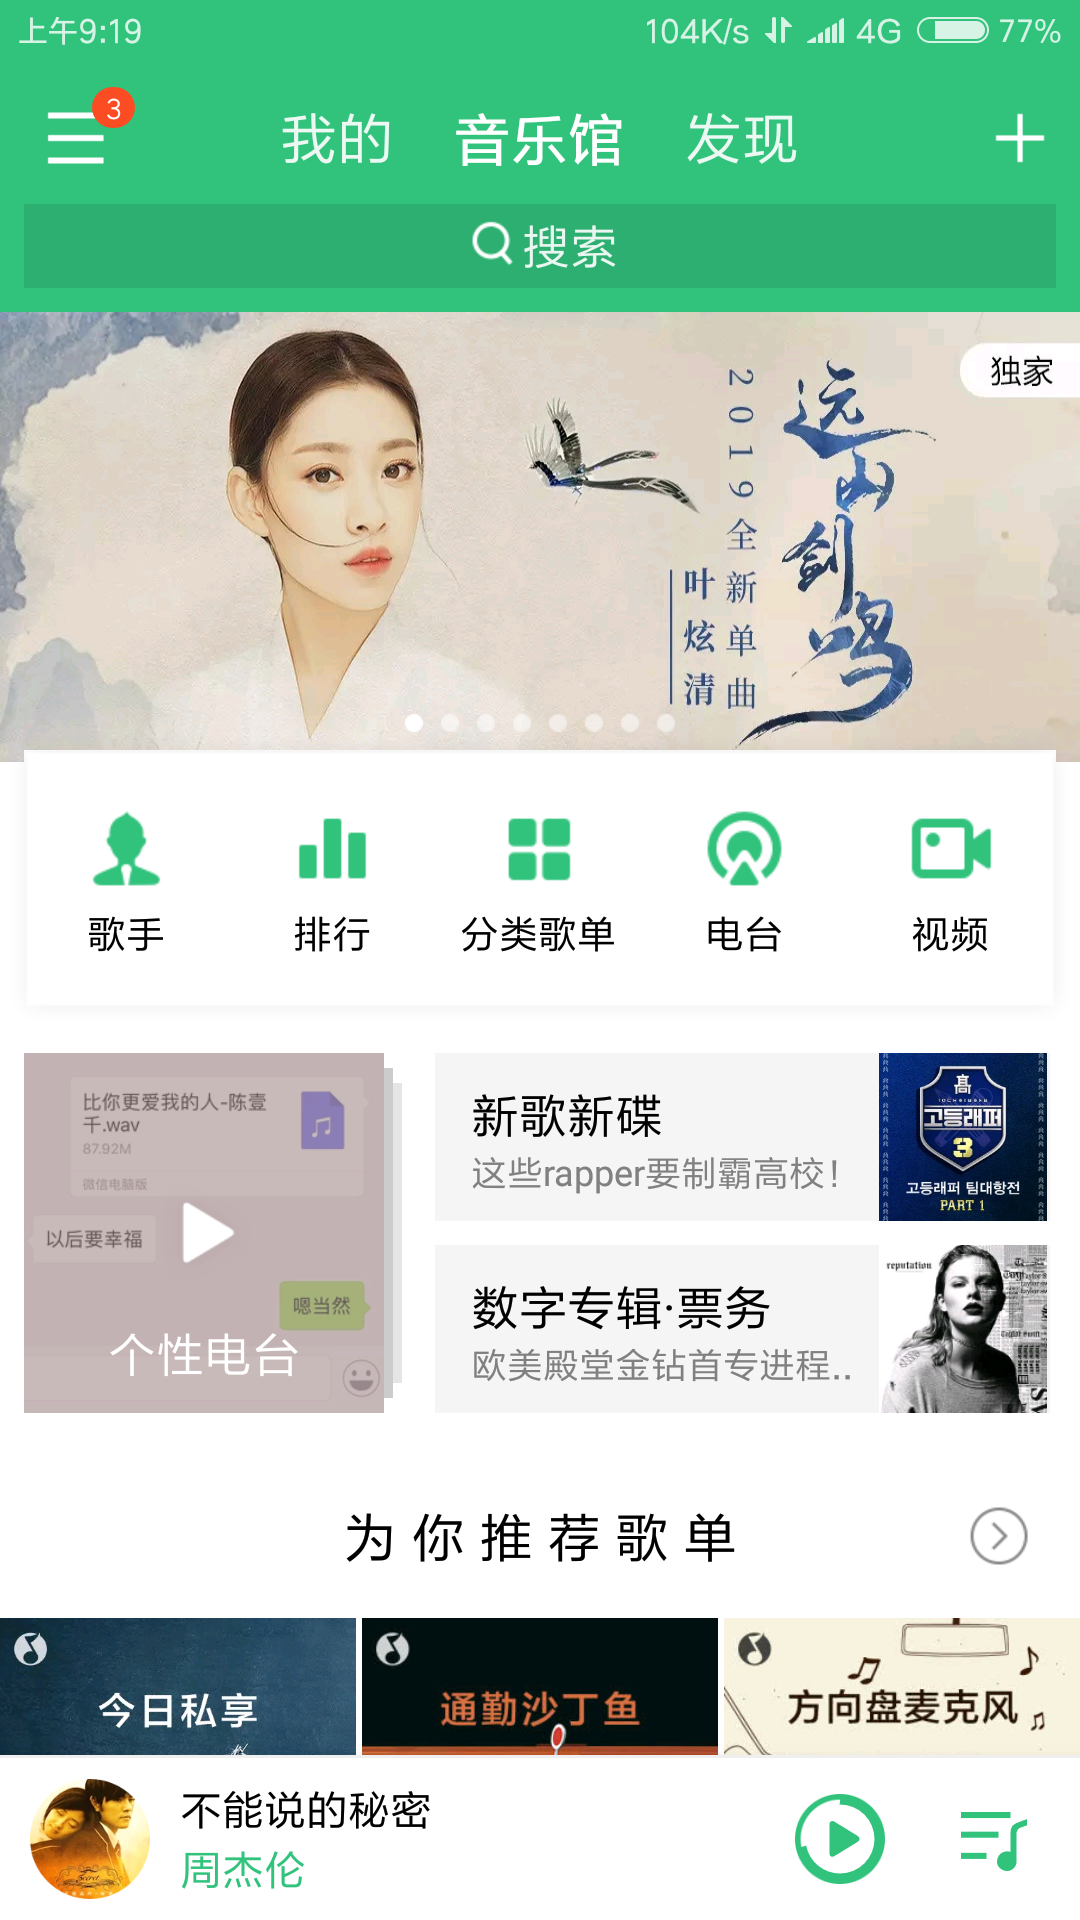 上午9:19
104K/s 4G 77%
3
我的 音乐馆 发现
搜索
独家
远山剑鸣
2019全新单曲
叶炫清
歌手 排行 分类歌单 电台 视频
比你更爱我的人-陈壹
千.wav
87.92M
微信电脑版
以后要幸福
嗯当然
个性电台
新歌新碟
这些rapper要制霸高校!
高
고등래퍼
3
고등래퍼 팀대항전
PART 1
数字专辑·票务
欧美殿堂金钻首专进程..
reputation
为你推荐歌单
今日私享
通勤沙丁鱼
方向盘麦克风
不能说的秘密
周杰伦